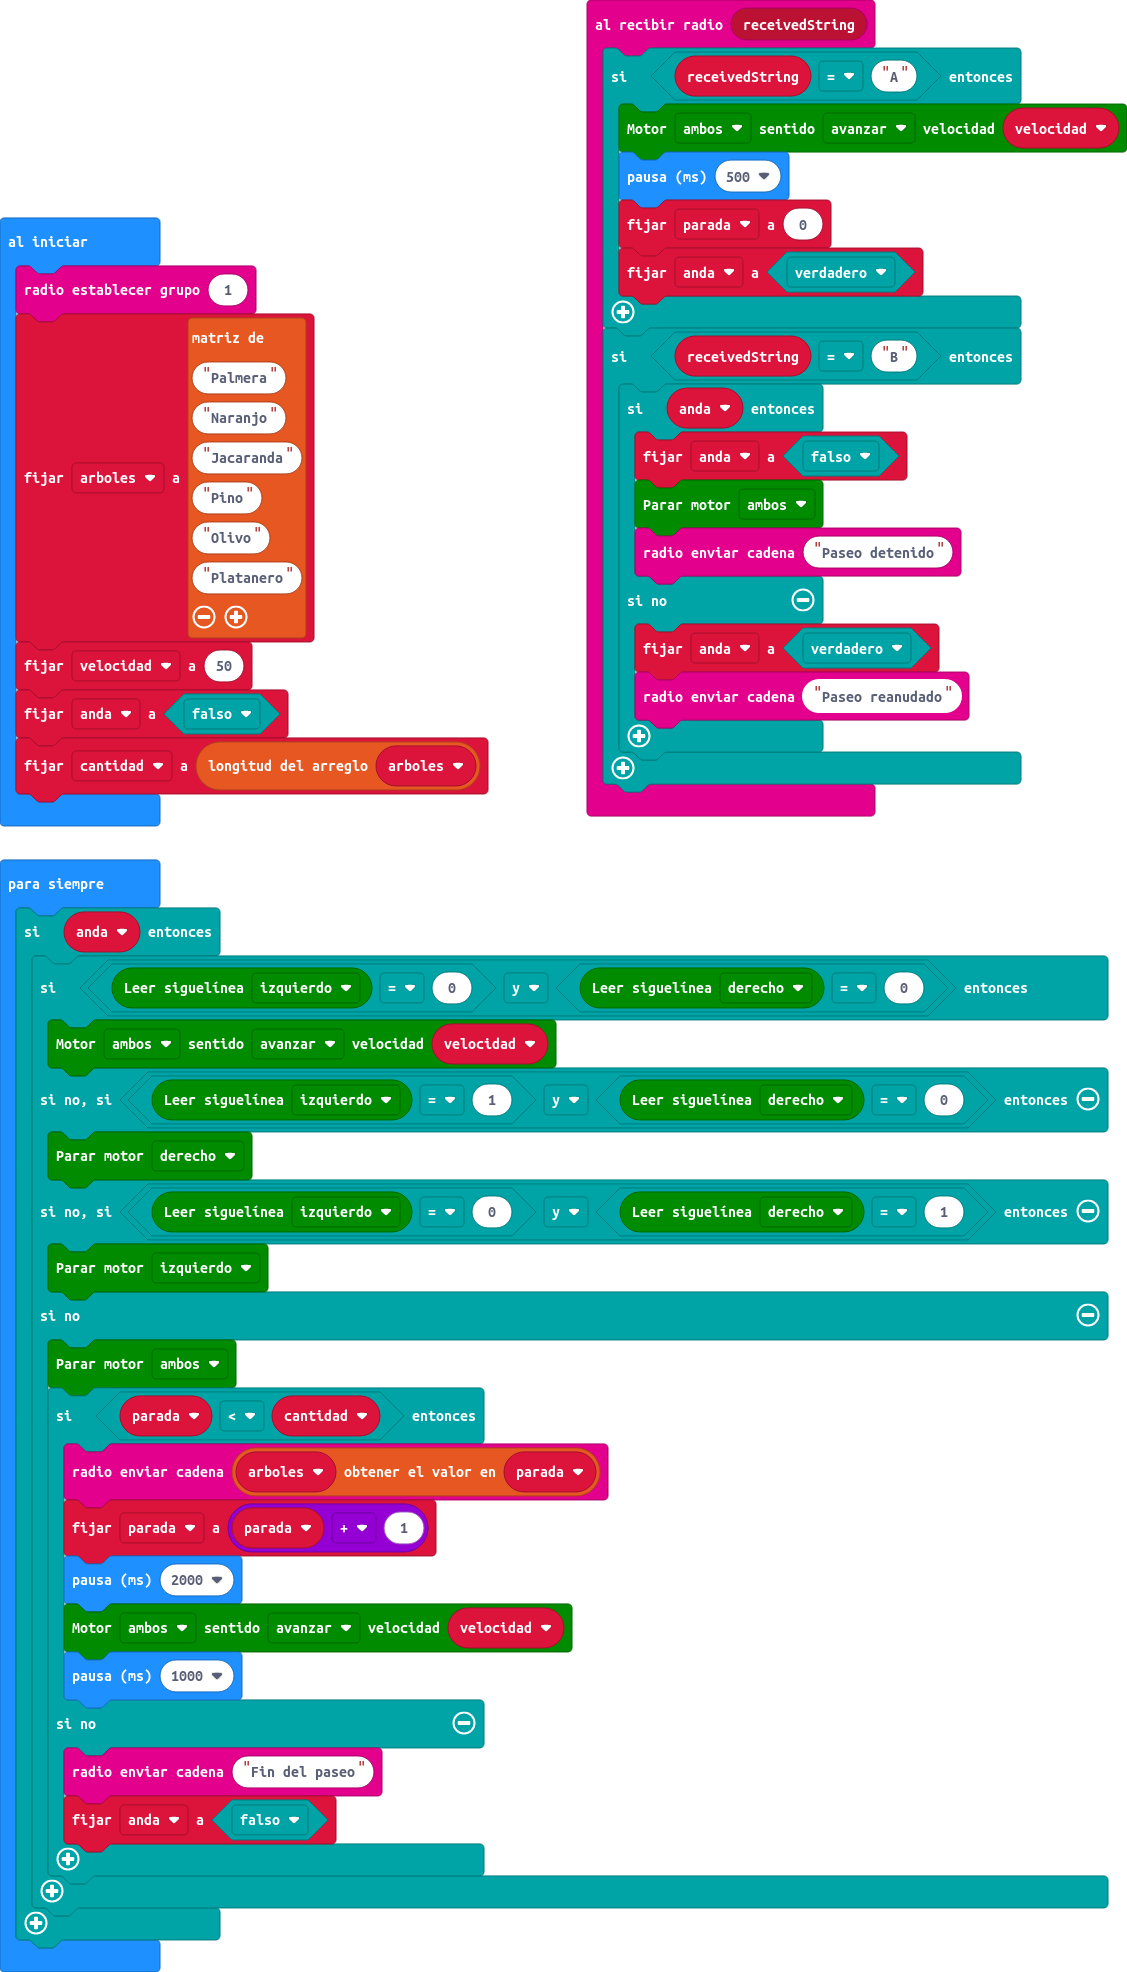 al recibir radio receivedString
si receivedString = "A" entonces
Motor ambos sentido avanzar velocidad velocidad
pausa (ms) 500
fijar parada a 0
fijar anda a verdadero
si receivedString = "B" entonces
si anda entonces
fijar anda a falso
Parar motor ambos
radio enviar cadena "Paseo detenido"
si no
fijar anda a verdadero
radio enviar cadena "Paseo reanudado"
al iniciar
radio establecer grupo 1
matriz de
"Palmera"
"Naranjo"
"Jacaranda"
fijar arboles a
"Pino"
"Olivo"
"Platanero"
fijar velocidad a 50
fijar anda a falso
fijar cantidad a longitud del arreglo arboles
para siempre
si anda entonces
si Leer siguelínea izquierdo = 0 y Leer siguelínea derecho = 0 entonces
Motor ambos sentido avanzar velocidad velocidad
si no, si Leer siguelínea izquierdo = 1 y Leer siguelínea derecho = 0 entonces
Parar motor derecho
si no, si Leer siguelínea izquierdo = 0 y Leer siguelínea derecho = 1 entonces
Parar motor izquierdo
si no
Parar motor ambos
si parada < cantidad entonces
radio enviar cadena arboles obtener el valor en parada
fijar parada a parada + 1
pausa (ms) 2000
Motor ambos sentido avanzar velocidad velocidad
pausa (ms) 1000
si no
radio enviar cadena "Fin del paseo"
fijar anda a falso